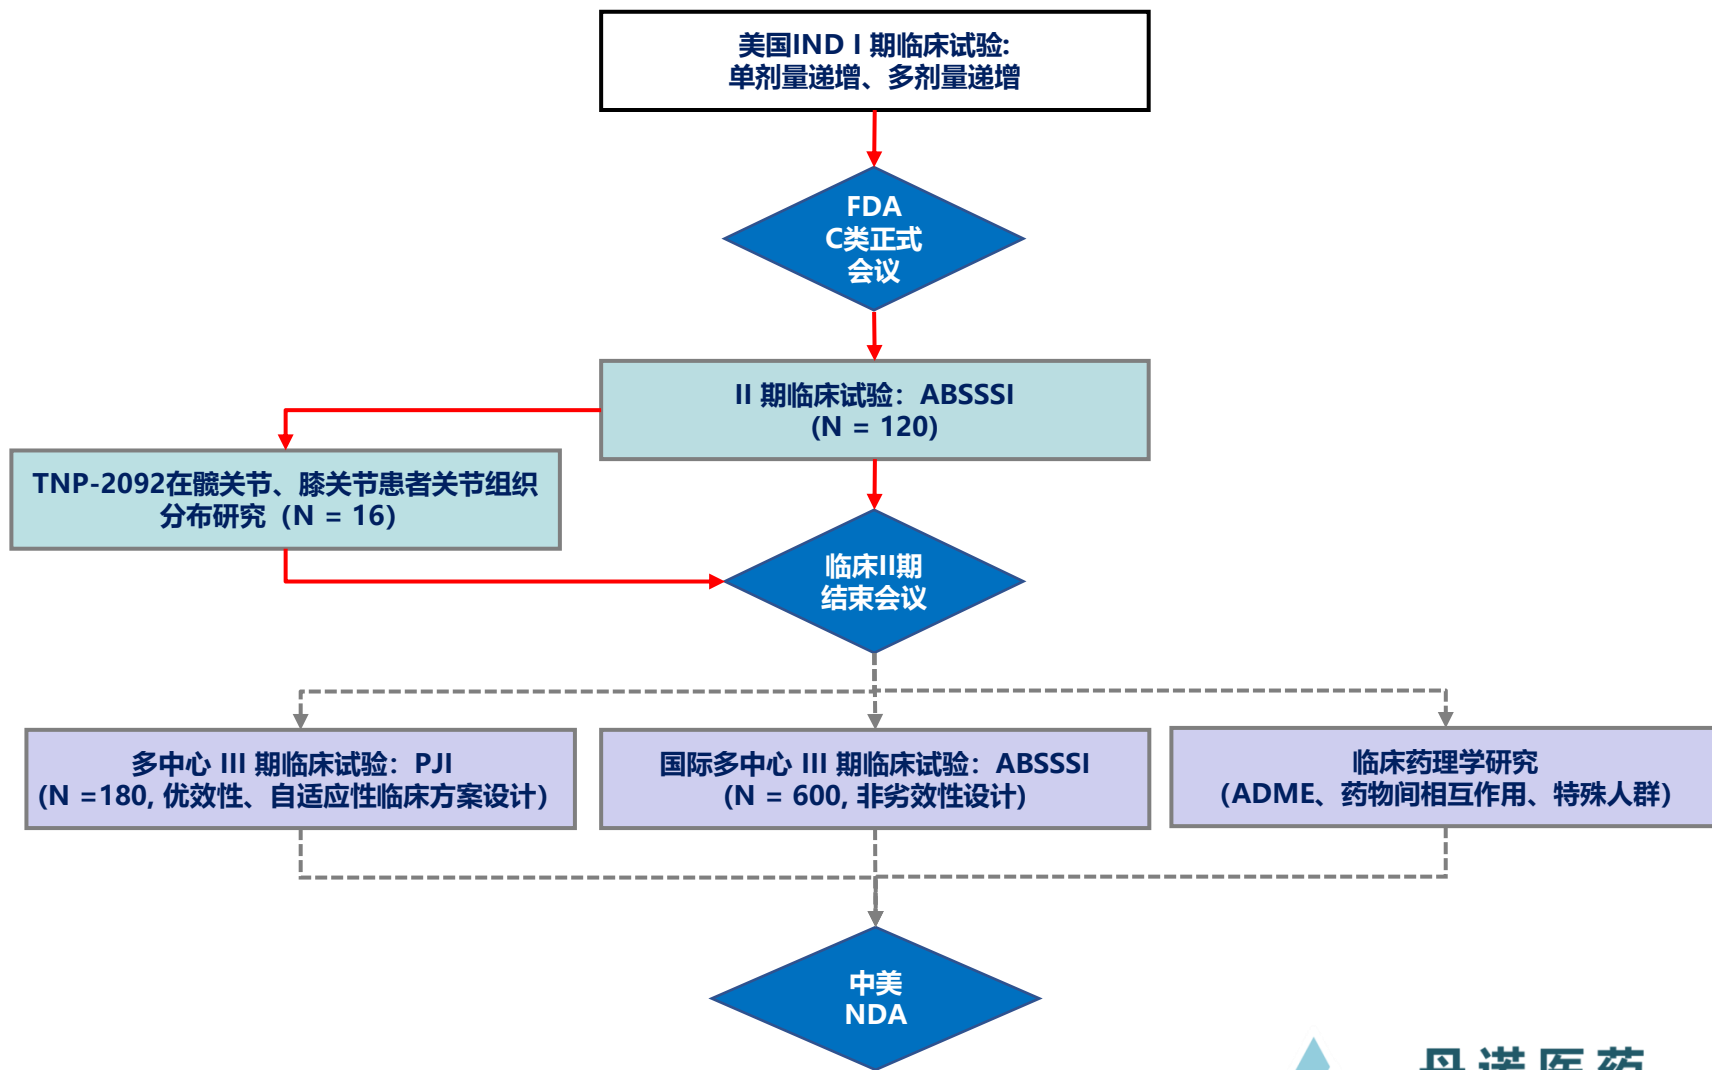 美国IND I 期临床试验:
单剂量递增、多剂量递增
FDA
C类正式
会议
II 期临床试验：ABSSSI
(N = 120)
TNP-2092在髋关节、膝关节患者关节组织
分布研究（N = 16）
临床II期
结束会议
多中心 III 期临床试验：PJI
(N =180, 优效性、自适应性临床方案设计）
国际多中心 III 期临床试验：ABSSSI
(N = 600, 非劣效性设计)
临床药理学研究
（ADME、药物间相互作用、特殊人群）
中美
NDA
丹诺医药